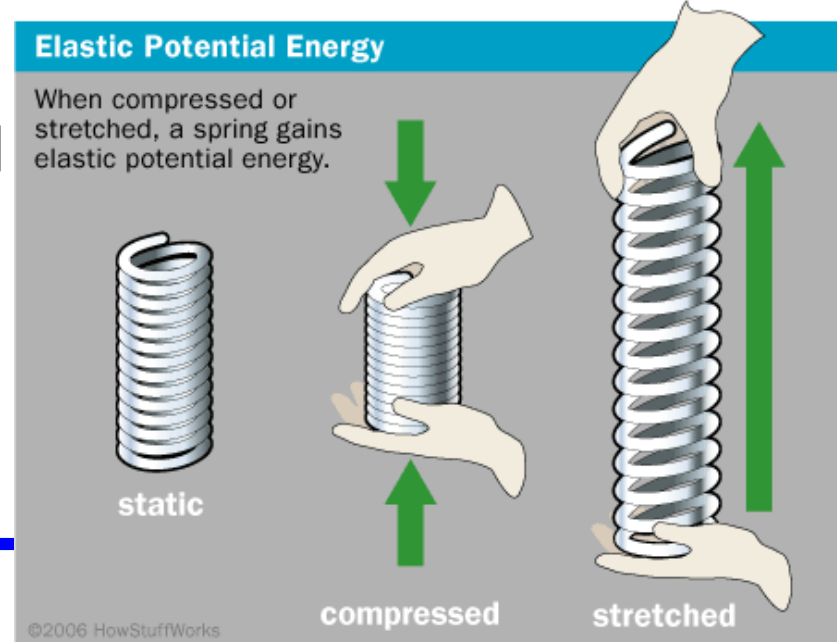 Elastic Potential Energy
When compressed or
stretched, a spring gains
elastic potential energy.
static
compressed
stretched
©2006 HowStuffWorks